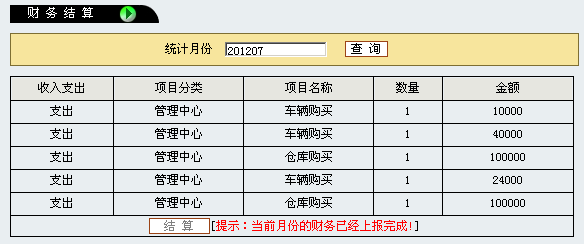 财务结算
统计月份 201207 查询
收入支出 项目分类 项目名称 数量 金额
支出 管理中心 车辆购买 1 10000
支出 管理中心 车辆购买 1 40000
支出 管理中心 仓库购买 1 100000
支出 管理中心 车辆购买 1 24000
支出 管理中心 仓库购买 1 100000
结算 [提示：当前月份的财务已经上报完成!]